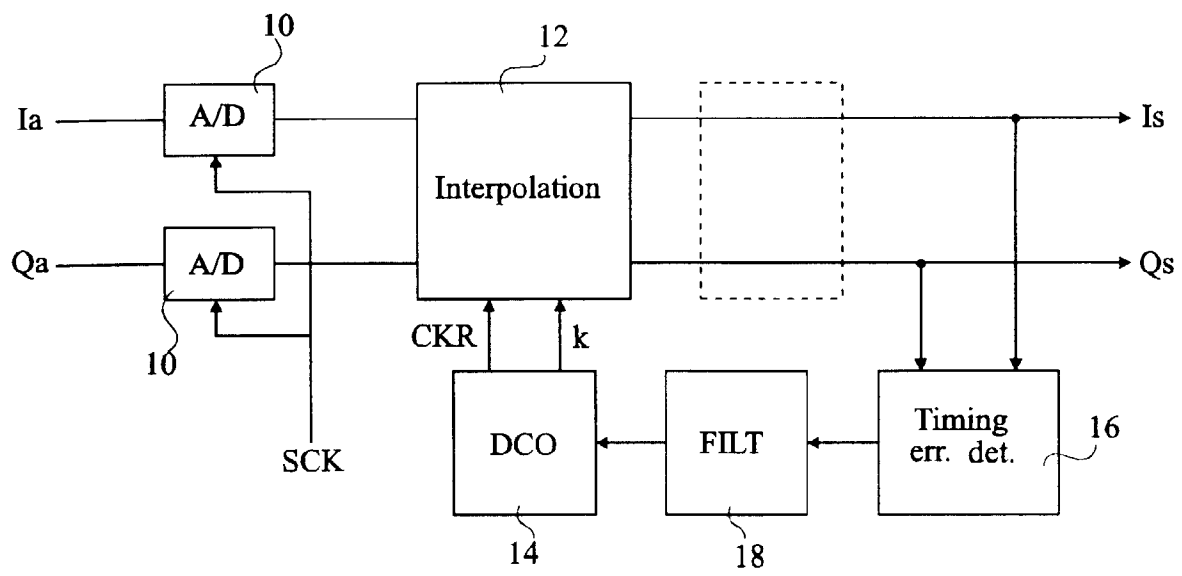 10
12
Ia
A/D
Is
Interpolation
Qa
A/D
Qs
10
CKR
k
SCK
DCO
FILT
Timing
err. det.
16
14
18